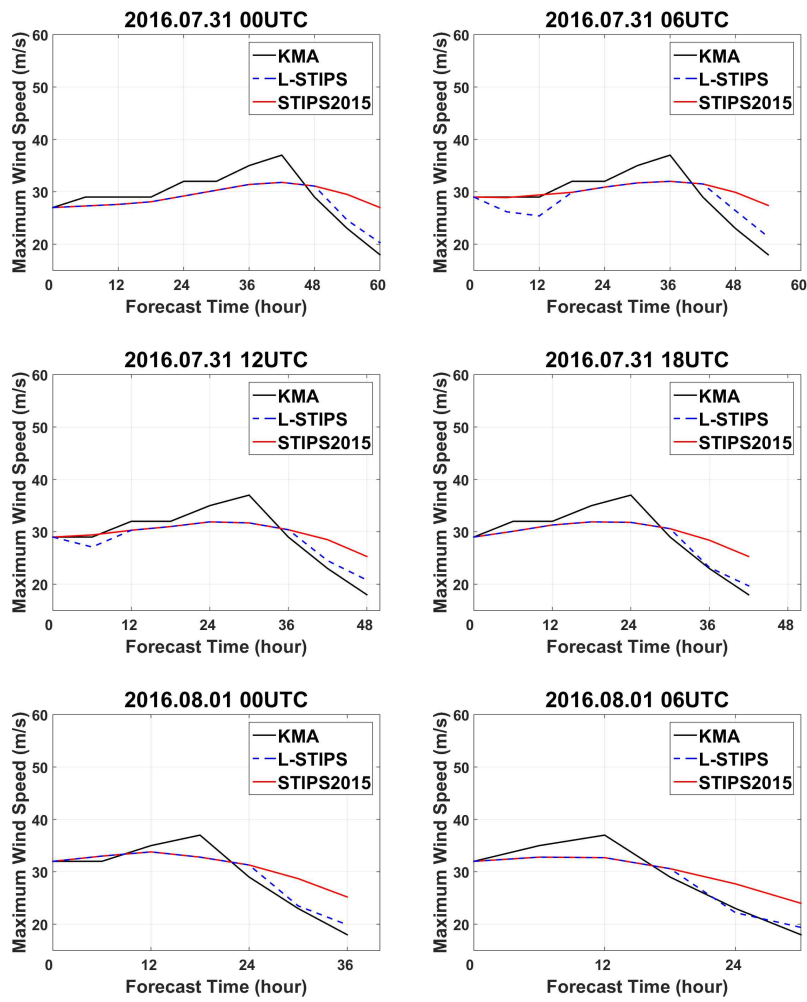 2016.07.31 00UTC
Maximum Wind Speed (m/s)
60
50
40
30
20
KMA
L-STIPS
STIPS2015
0 12 24 36 48 60
Forecast Time (hour)
2016.07.31 06UTC
Maximum Wind Speed (m/s)
60
50
40
30
20
KMA
L-STIPS
STIPS2015
0 12 24 36 48 60
Forecast Time (hour)
2016.07.31 12UTC
Maximum Wind Speed (m/s)
60
50
40
30
20
KMA
L-STIPS
STIPS2015
0 12 24 36 48
Forecast Time (hour)
2016.07.31 18UTC
Maximum Wind Speed (m/s)
60
50
40
30
20
KMA
L-STIPS
STIPS2015
0 12 24 36 48
Forecast Time (hour)
2016.08.01 00UTC
Maximum Wind Speed (m/s)
60
50
40
30
20
KMA
L-STIPS
STIPS2015
0 12 24 36
Forecast Time (hour)
2016.08.01 06UTC
Maximum Wind Speed (m/s)
60
50
40
30
20
KMA
L-STIPS
STIPS2015
0 12 24
Forecast Time (hour)